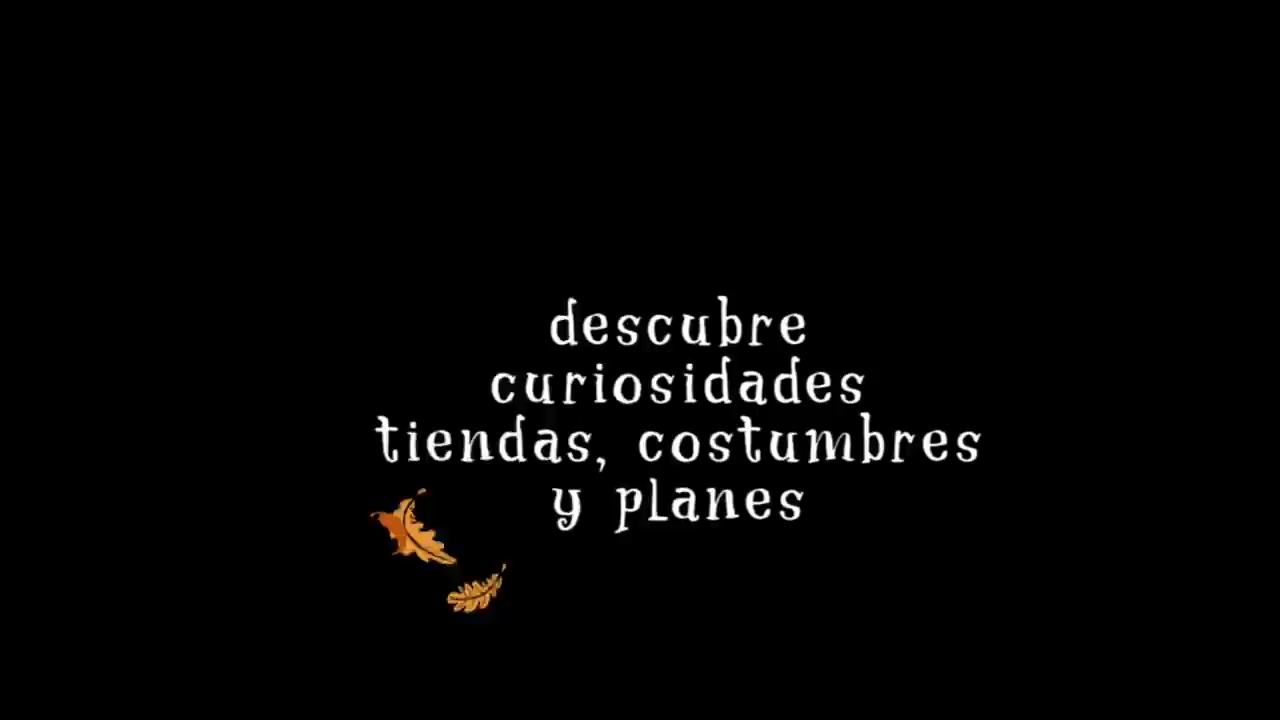 descubre
curiosidades
tiendas, costumbres
y planes